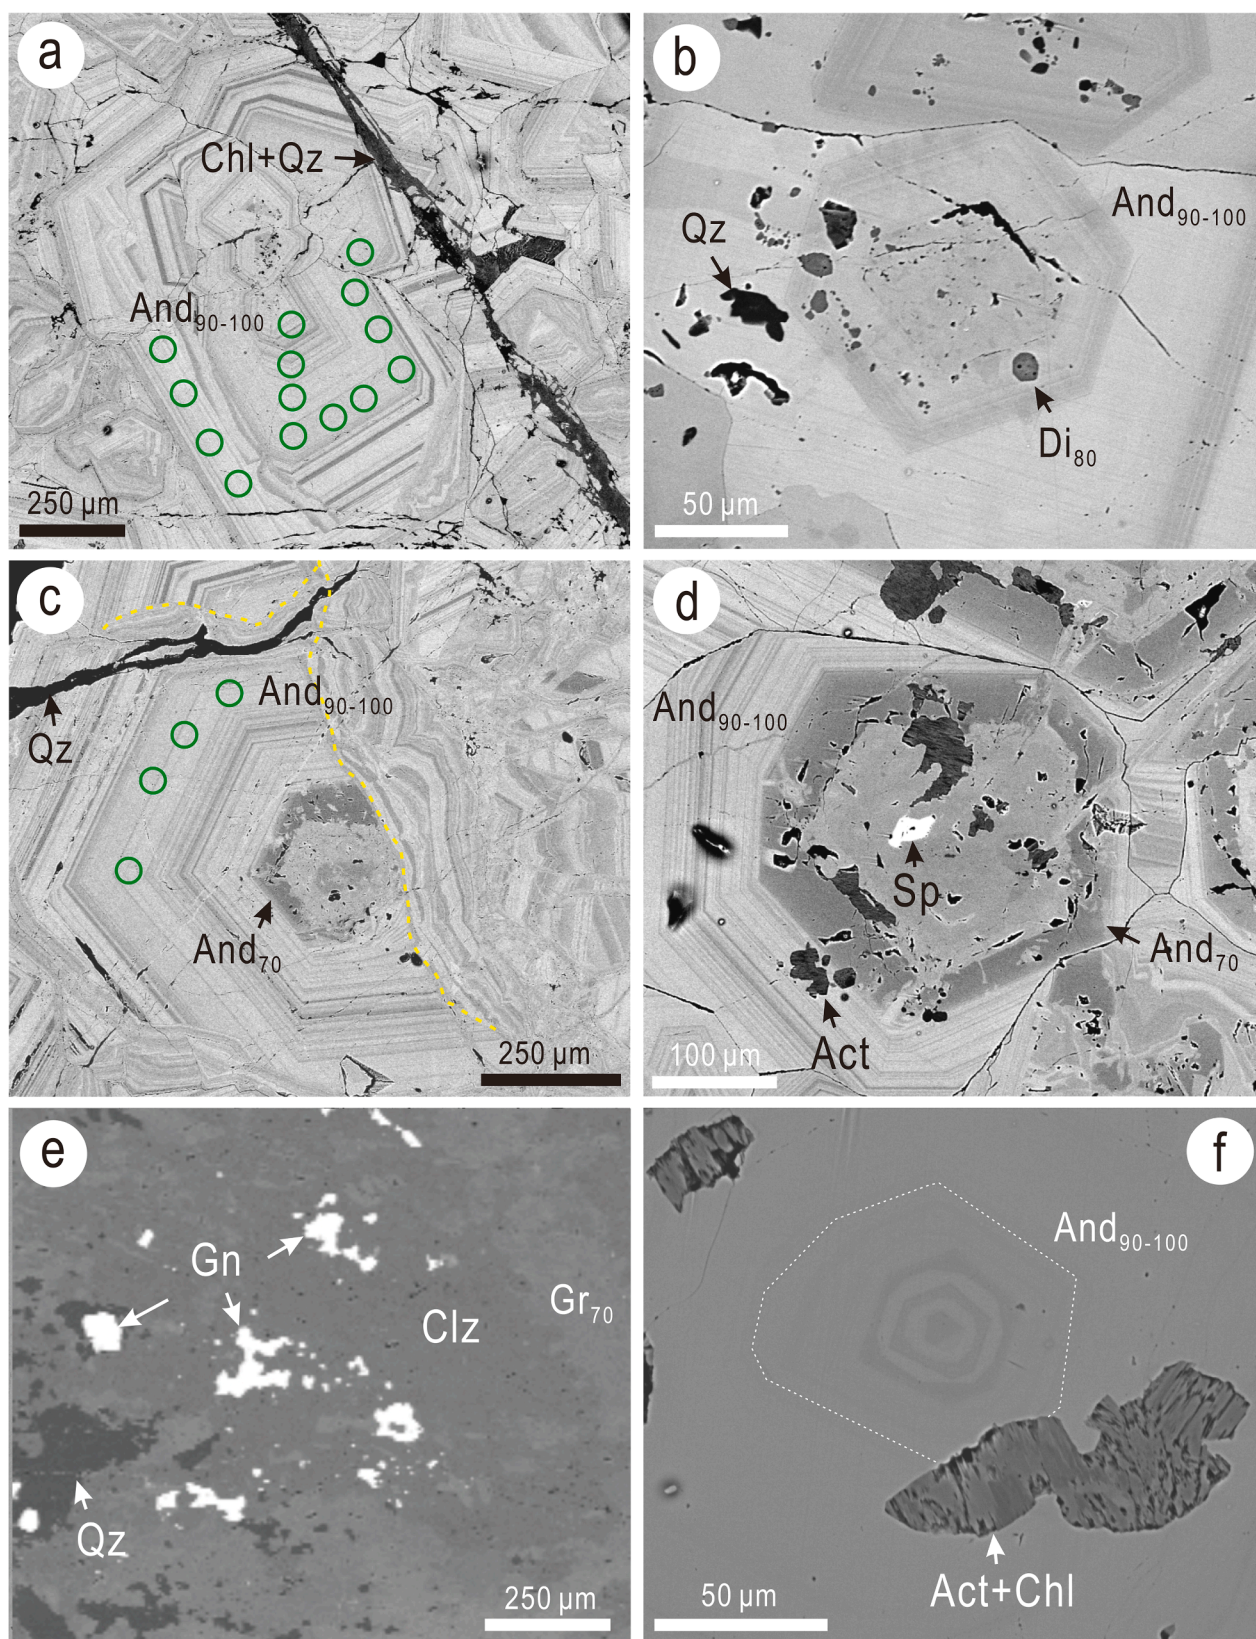 a
Chl+Qz
And90-100
250 µm
b
And90-100
Qz
Di80
50 µm
c
And90-100
Qz
And70
250 µm
d
And90-100
Sp
And70
Act
100 µm
e
Gn
Gr70
Clz
Qz
250 µm
f
And90-100
Act+Chl
50 µm